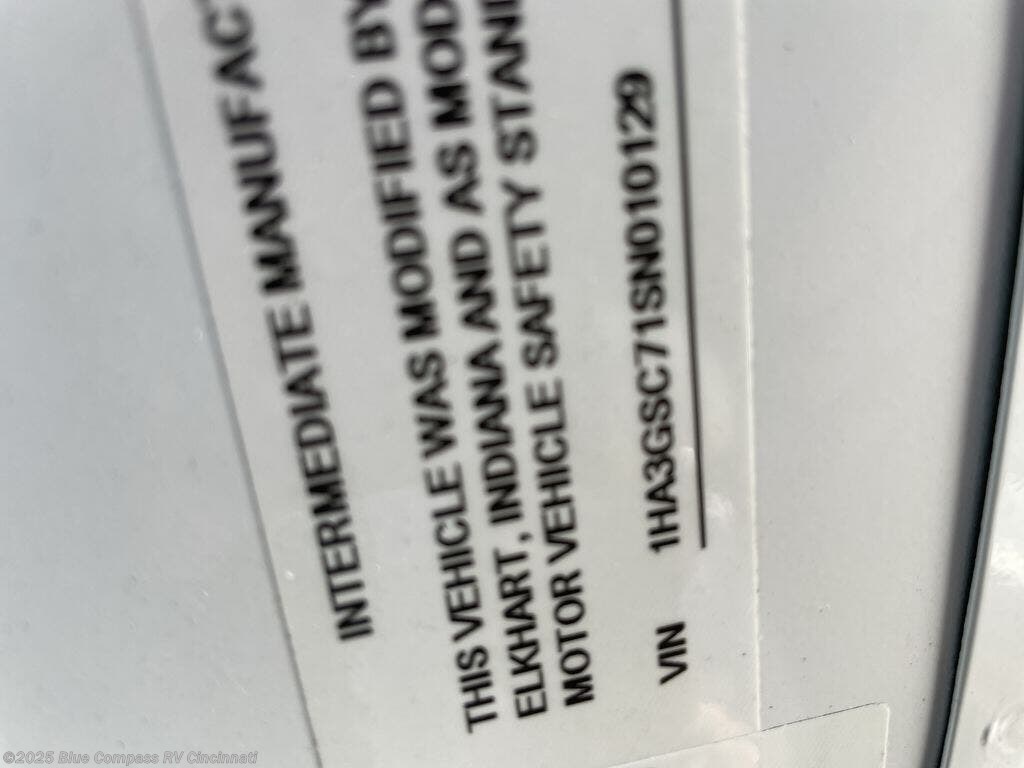 INTERMEDIATE MANUFACT
THIS VEHICLE WAS MODIFIED BY
ELKHART, INDIANA AND AS MOD
MOTOR VEHICLE SAFETY STAN
VIN 1HA3GSC71SN010129
©2025 Blue Compass RV Cincinnati